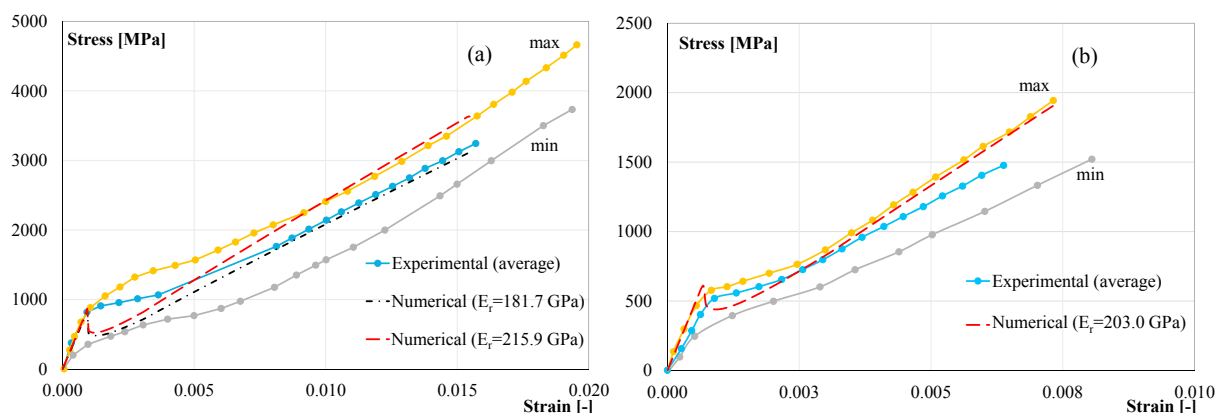 Stress [MPa]
(a)
max
min
5000
4000
3000
2000
1000
0
Experimental (average)
Numerical (Er=181.7 GPa)
Numerical (Er=215.9 GPa)
0.000
0.005
0.010
0.015
0.020
Strain [-]
Stress [MPa]
(b)
max
min
2500
2000
1500
1000
500
0
Experimental (average)
Numerical (Er=203.0 GPa)
0.000
0.003
0.005
0.008
0.010
Strain [-]